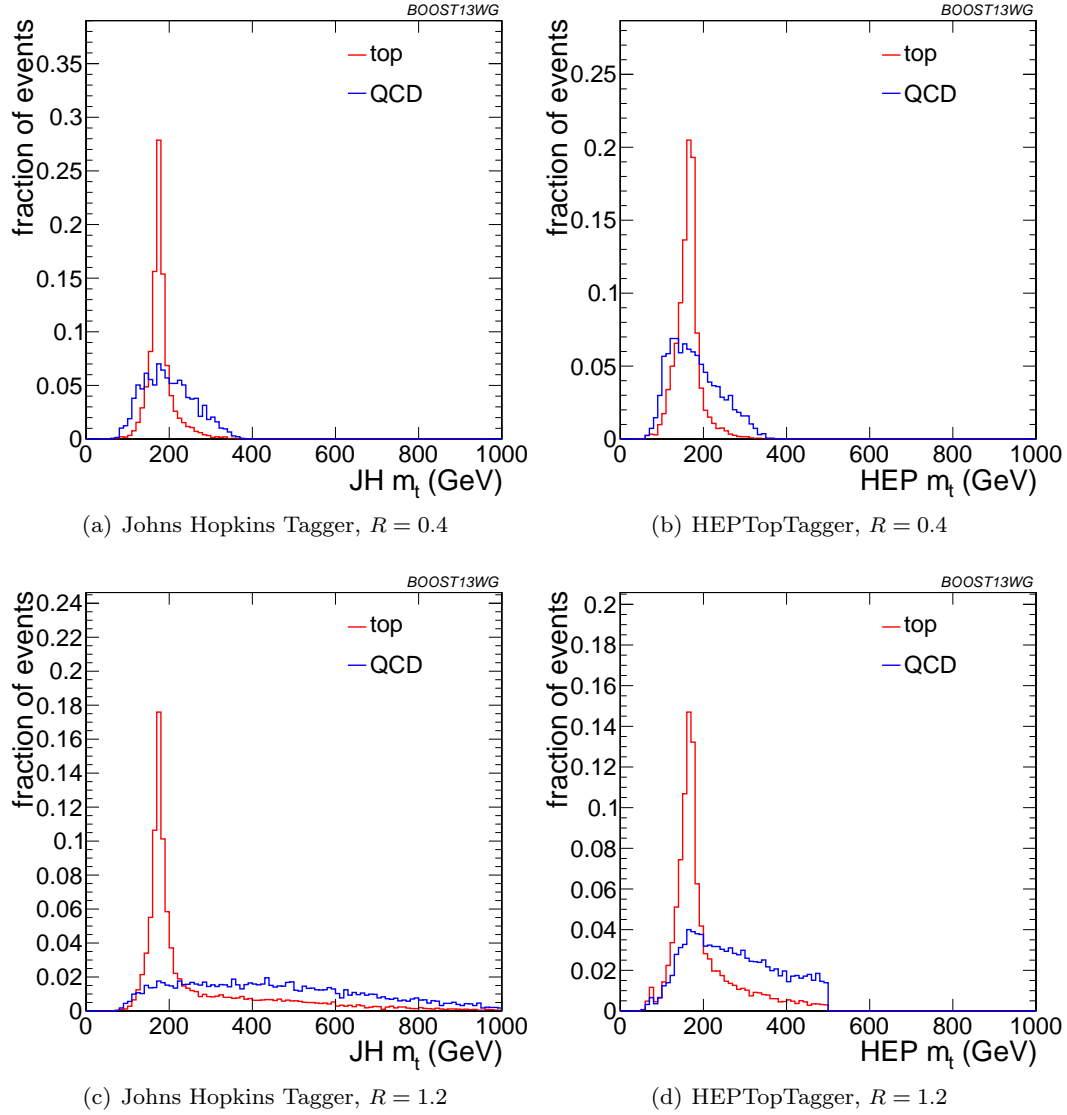 BOOST13WG
fraction of events
0.35
0.3
0.25
0.2
0.15
0.1
0.05
0
top
QCD
0 200 400 600 800 1000
JH m_t (GeV)
(a) Johns Hopkins Tagger, R = 0.4
BOOST13WG
fraction of events
0.25
0.2
0.15
0.1
0.05
0
top
QCD
0 200 400 600 800 1000
HEP m_t (GeV)
(b) HEPTopTagger, R = 0.4
BOOST13WG
fraction of events
0.24
0.22
0.2
0.18
0.16
0.14
0.12
0.1
0.08
0.06
0.04
0.02
0
top
QCD
0 200 400 600 800 1000
JH m_t (GeV)
(c) Johns Hopkins Tagger, R = 1.2
BOOST13WG
fraction of events
0.2
0.18
0.16
0.14
0.12
0.1
0.08
0.06
0.04
0.02
0
top
QCD
0 200 400 600 800 1000
HEP m_t (GeV)
(d) HEPTopTagger, R = 1.2